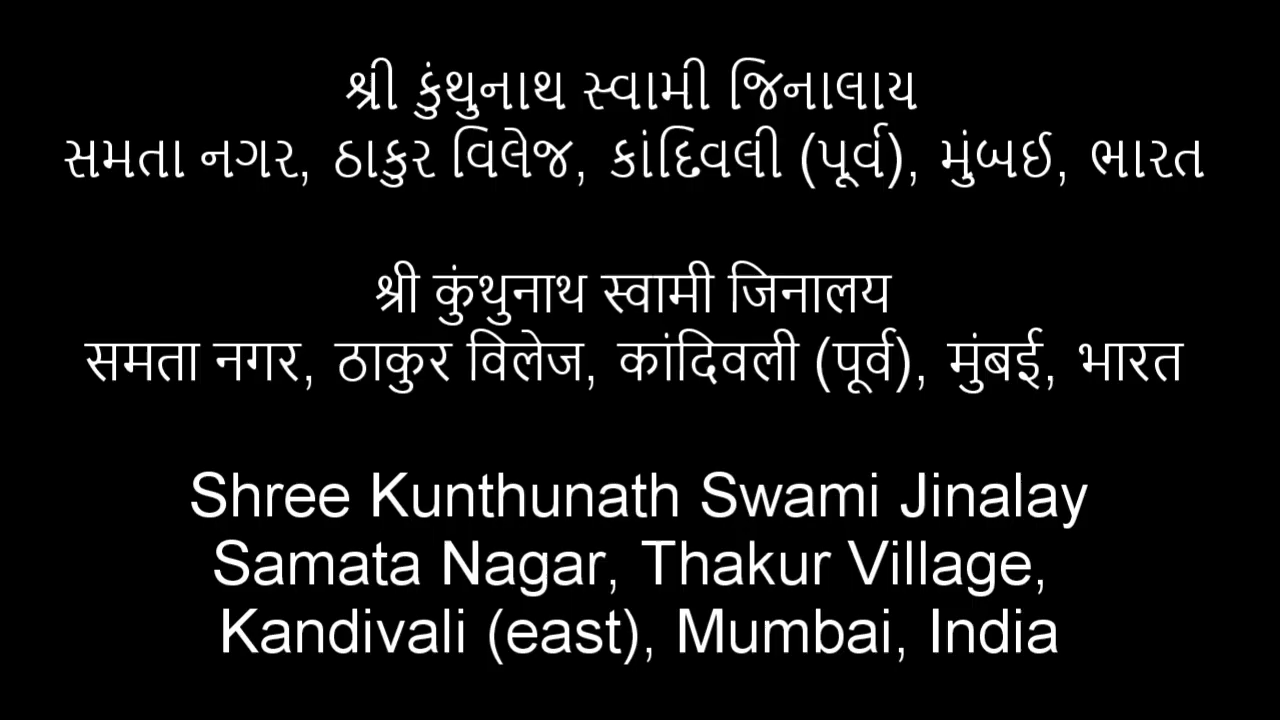 શ્રી કુંથુનાથ સ્વામી જિનાલાય
સમતા નગર, ઠાકુર વિલેજ, કાંદિવલી (પૂર્વ), મુંબઇ, ભારત
श्री कुंथुनाथ स्वामी जिनालय
समता नगर, ठाकुर विलेज, कांदिवली (पूर्व), मुंबई, भारत
Shree Kunthunath Swami Jinalay
Samata Nagar, Thakur Village,
Kandivali (east), Mumbai, India